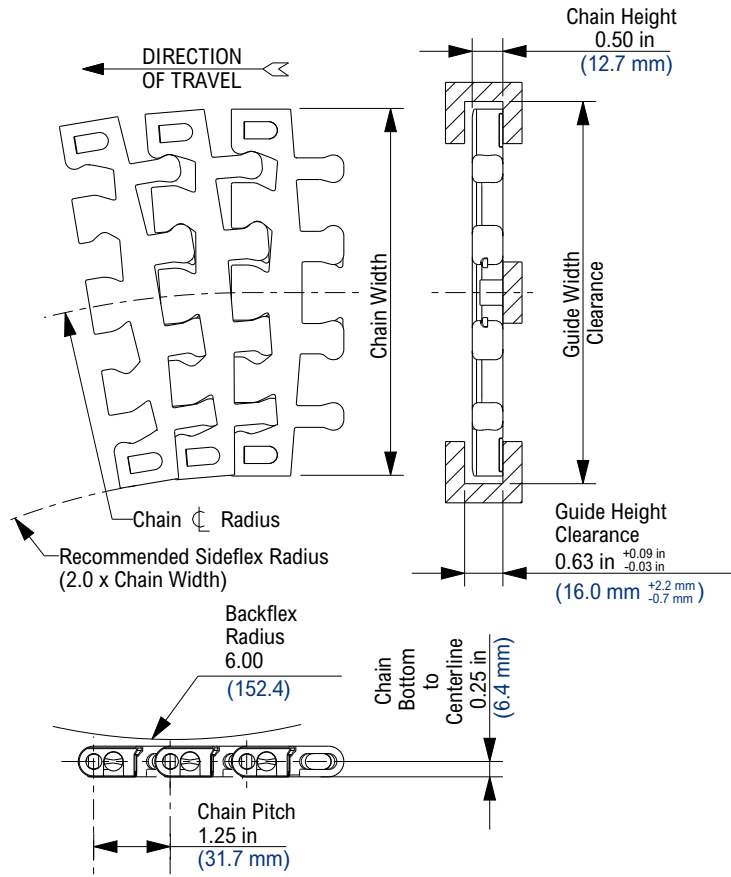 Chain Height
0.50 in
(12.7 mm)
DIRECTION
OF TRAVEL
Chain Width
Guide Width
Clearance
Chain ℄ Radius
Recommended Sideflex Radius
(2.0 x Chain Width)
Guide Height
Clearance
0.63 in +0.09 in -0.03 in
(16.0 mm +2.2 mm -0.7 mm)
Backflex
Radius
6.00
(152.4)
Chain
Bottom
to
Centerline
0.25 in
(6.4 mm)
Chain Pitch
1.25 in
(31.7 mm)